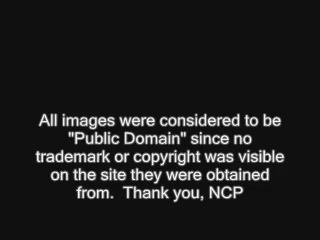 All images were considered to be
"Public Domain" since no
trademark or copyright was visible
on the site they were obtained
from.  Thank you, NCP